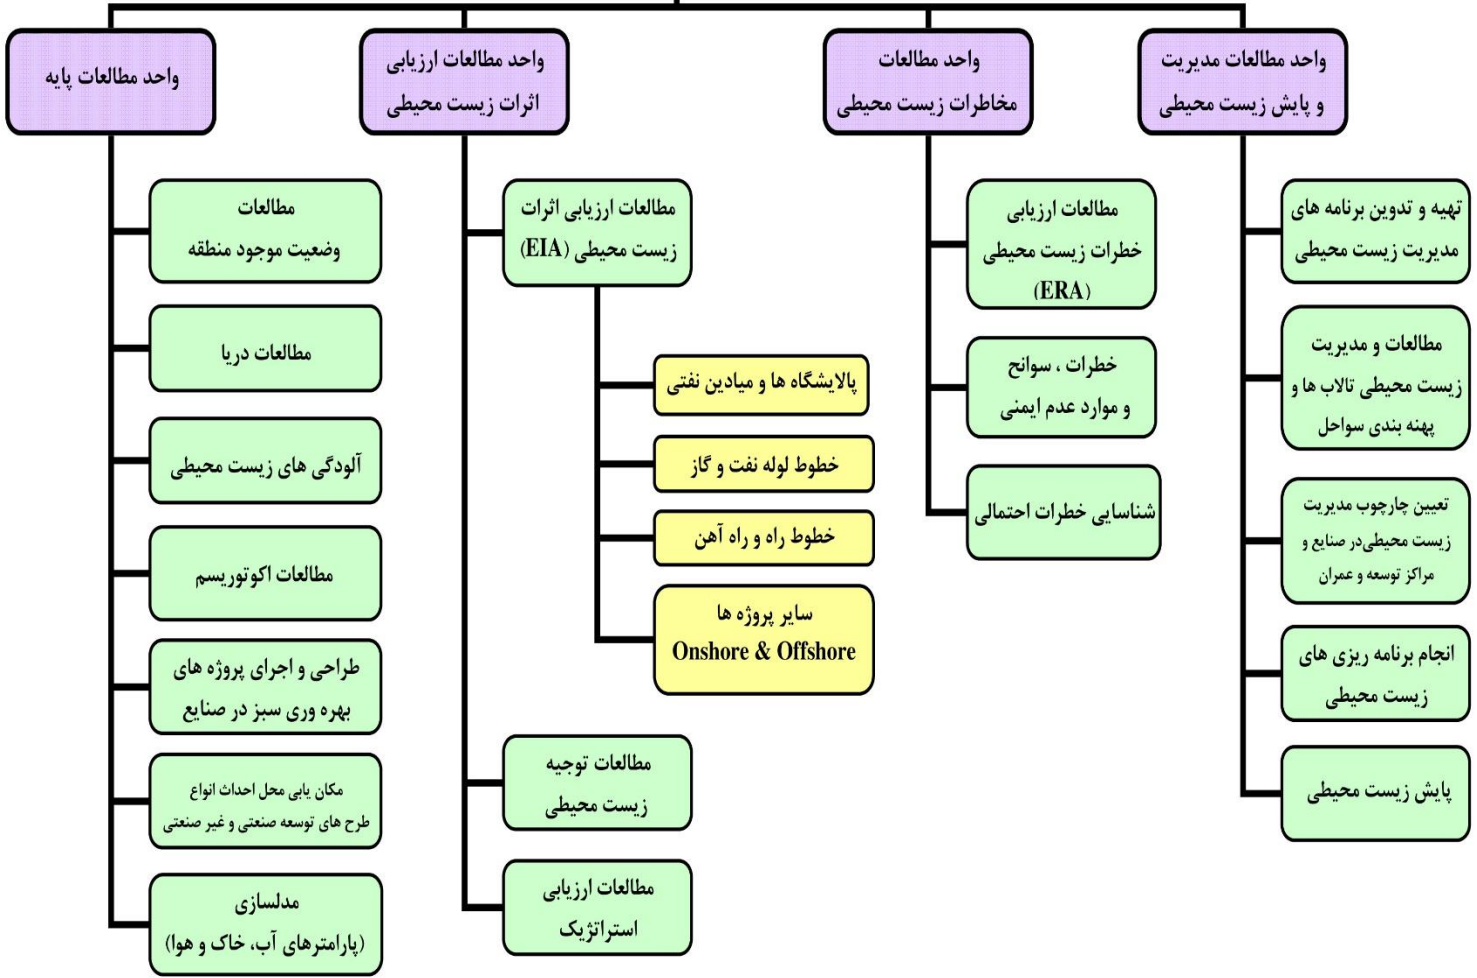 واحد مطالعات مدیریت
و پایش زیست محیطی
تهیه و تدوین برنامه های
مدیریت زیست محیطی
مطالعات و مدیریت
زیست محیطی تالاب ها و
پهنه بندی سواحل
تعیین چارچوب مدیریت
زیست محیطی‌در صنایع و
مراکز توسعه و عمران
انجام برنامه ریزی های
زیست محیطی
پایش زیست محیطی
واحد مطالعات
مخاطرات زیست محیطی
مطالعات ارزیابی
خطرات زیست محیطی
(ERA)
خطرات ، سوانح
و موارد عدم ایمنی
شناسایی خطرات احتمالی
واحد مطالعات ارزیابی
اثرات زیست محیطی
مطالعات ارزیابی اثرات
زیست محیطی (EIA)
پالایشگاه ها و میادین نفتی
خطوط لوله نفت و گاز
خطوط راه و راه آهن
سایر پروژه ها
Onshore & Offshore
مطالعات توجیه
زیست محیطی
مطالعات ارزیابی
استراتژیک
واحد مطالعات پایه
مطالعات
وضعیت موجود منطقه
مطالعات دریا
آلودگی های زیست محیطی
مطالعات اکوتوریسم
طراحی و اجرای پروژه های
بهره وری سبز در صنایع
مکان یابی محل احداث انواع
طرح های توسعه صنعتی و غیر صنعتی
مدلسازی
(پارامترهای آب، خاک و هوا)